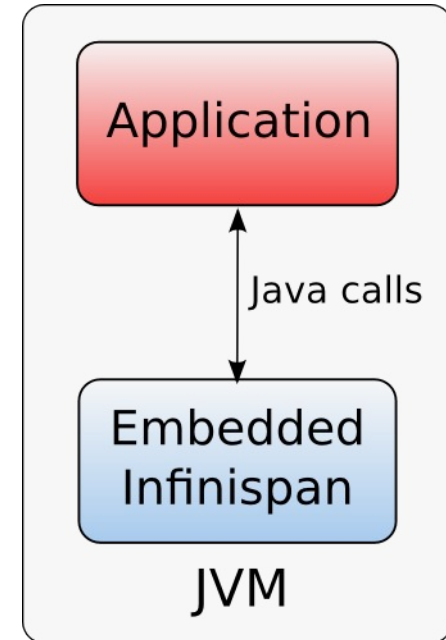 Application
Java calls
Embedded
Infinispan
JVM